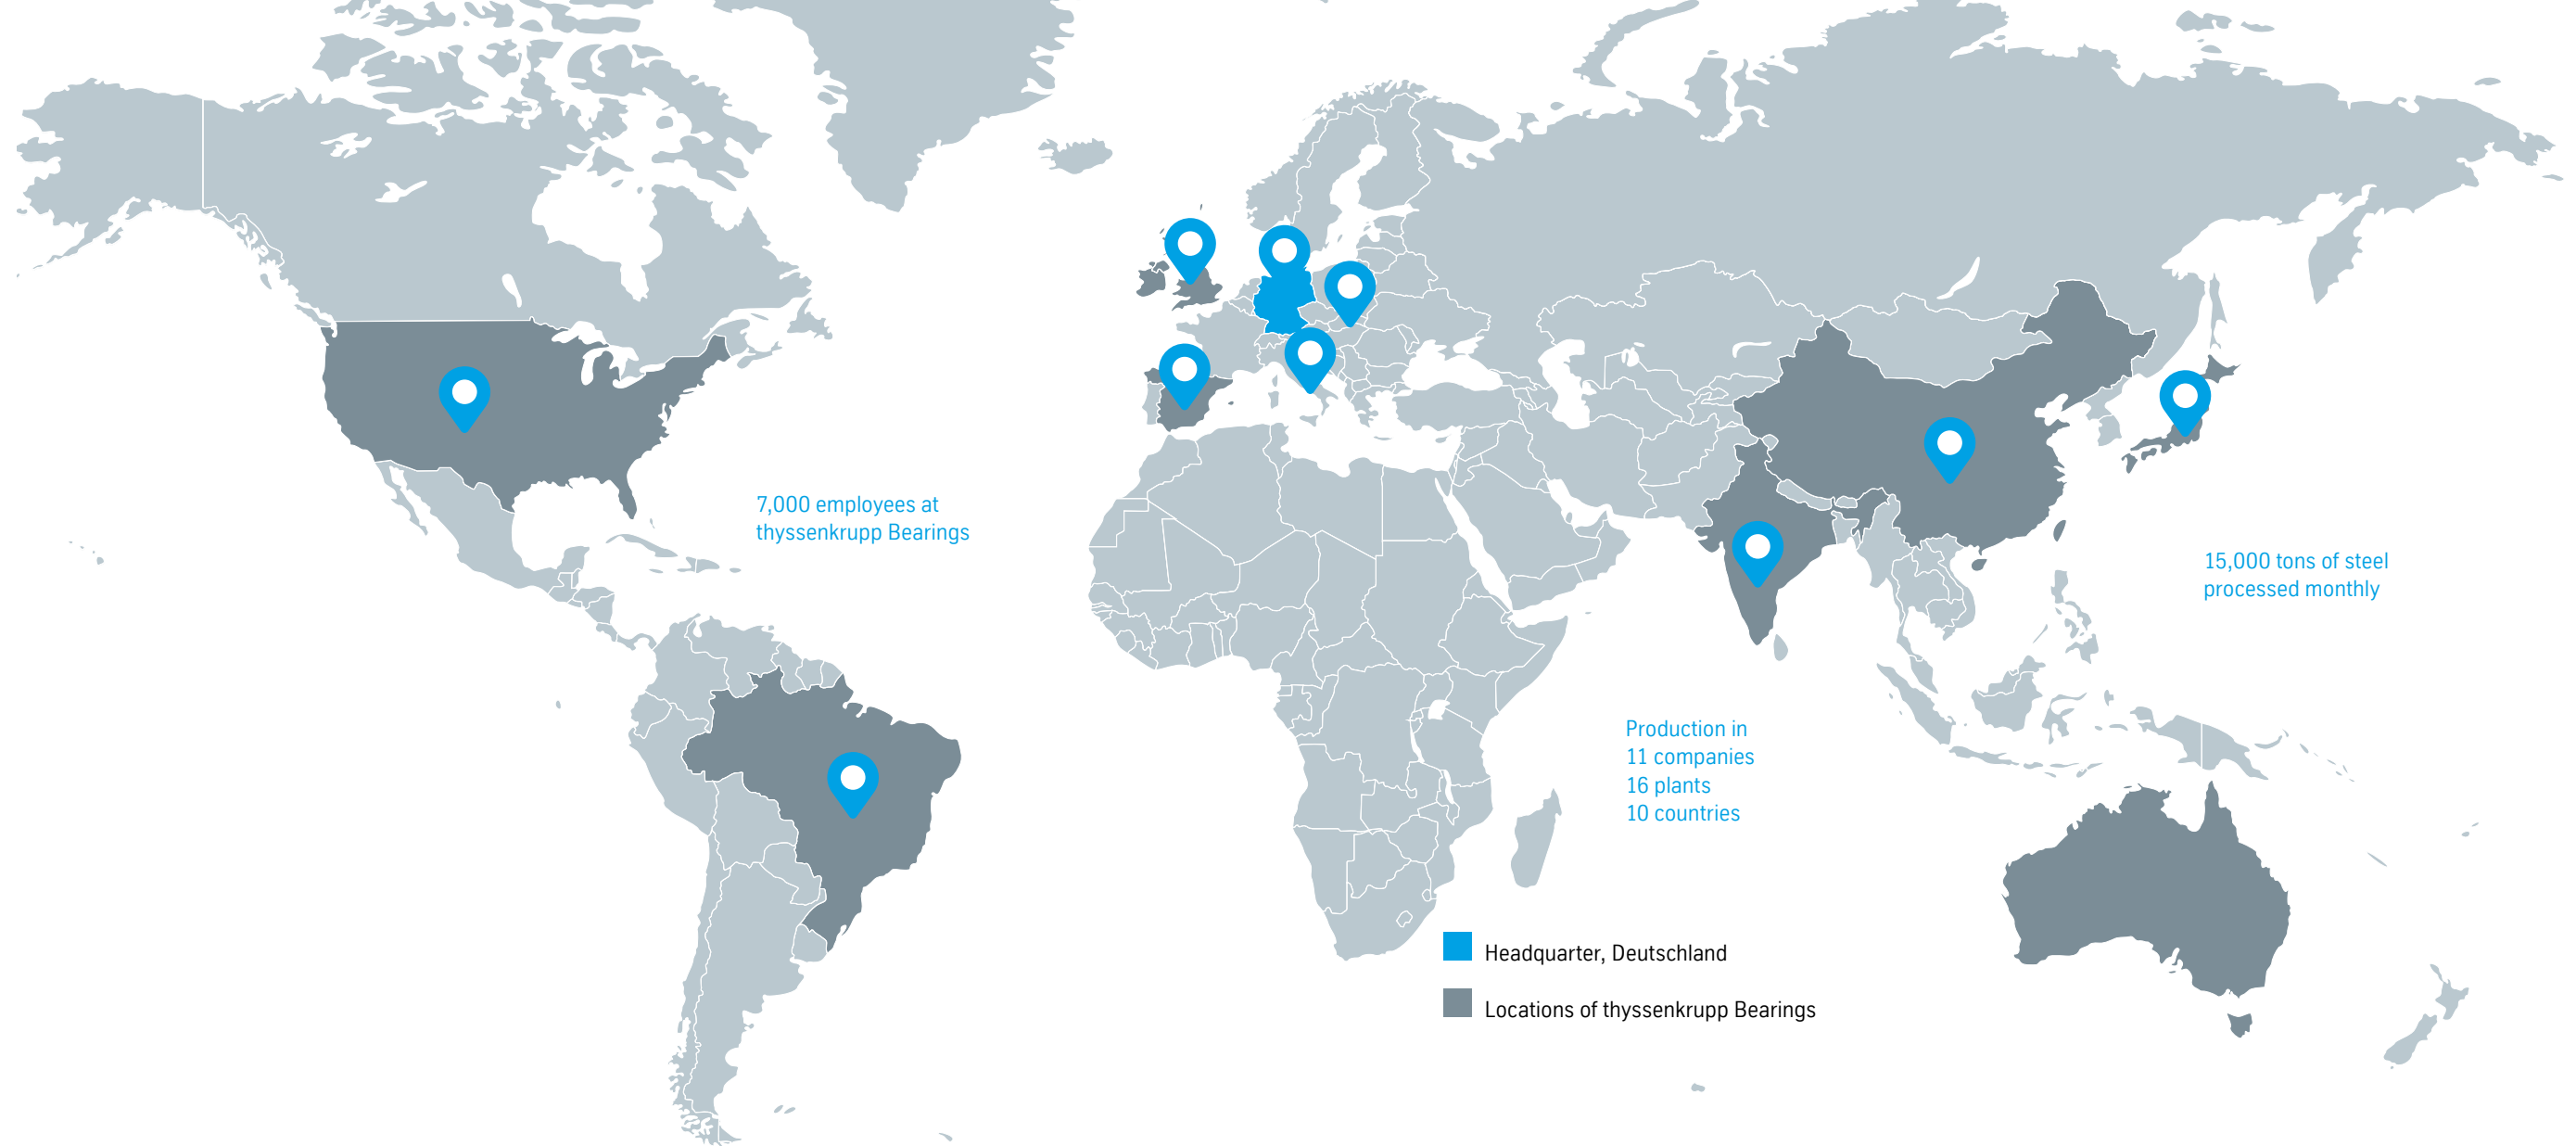 7,000 employees at
thyssenkrupp Bearings
15,000 tons of steel
processed monthly
Production in
11 companies
16 plants
10 countries
Headquarter, Deutschland
Locations of thyssenkrupp Bearings